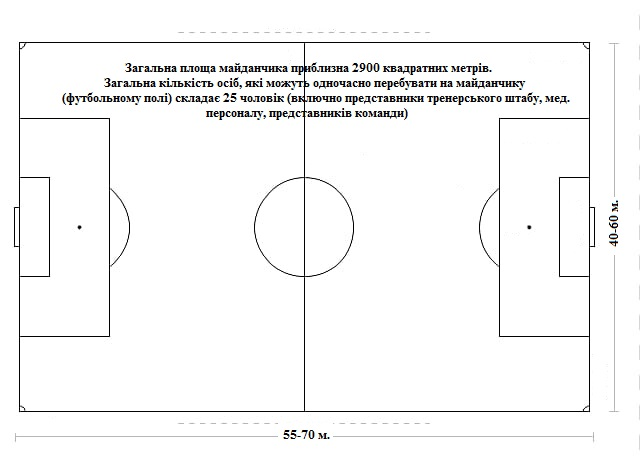 Загальна площа майданчика приблизна 2900 квадратних метрів.
Загальна кількість осіб, які можуть одночасно перебувати на майданчику
(футбольному полі) складає 25 чоловік (включно представники тренерського штабу, мед.
персоналу, представників команди)
40-60 м.
55-70 м.